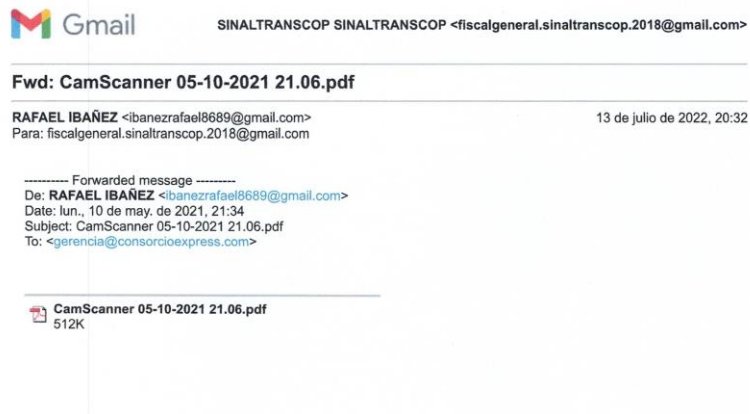 Gmail
SINALTRANSCOP SINALTRANSCOP <fiscalgeneral.sinaltranscop.2018@gmail.com>
Fwd: CamScanner 05-10-2021 21.06.pdf
RAFAEL IBAÑEZ <ibanezrafael8689@gmail.com>
13 de julio de 2022, 20:32
Para: fiscalgeneral.sinaltranscop.2018@gmail.com
---------- Forwarded message ---------
De: RAFAEL IBAÑEZ <ibanezrafael8689@gmail.com>
Date: lun., 10 de may. de 2021, 21:34
Subject: CamScanner 05-10-2021 21.06.pdf
To: <gerencia@consorcioexpress.com>
CamScanner 05-10-2021 21.06.pdf
512K